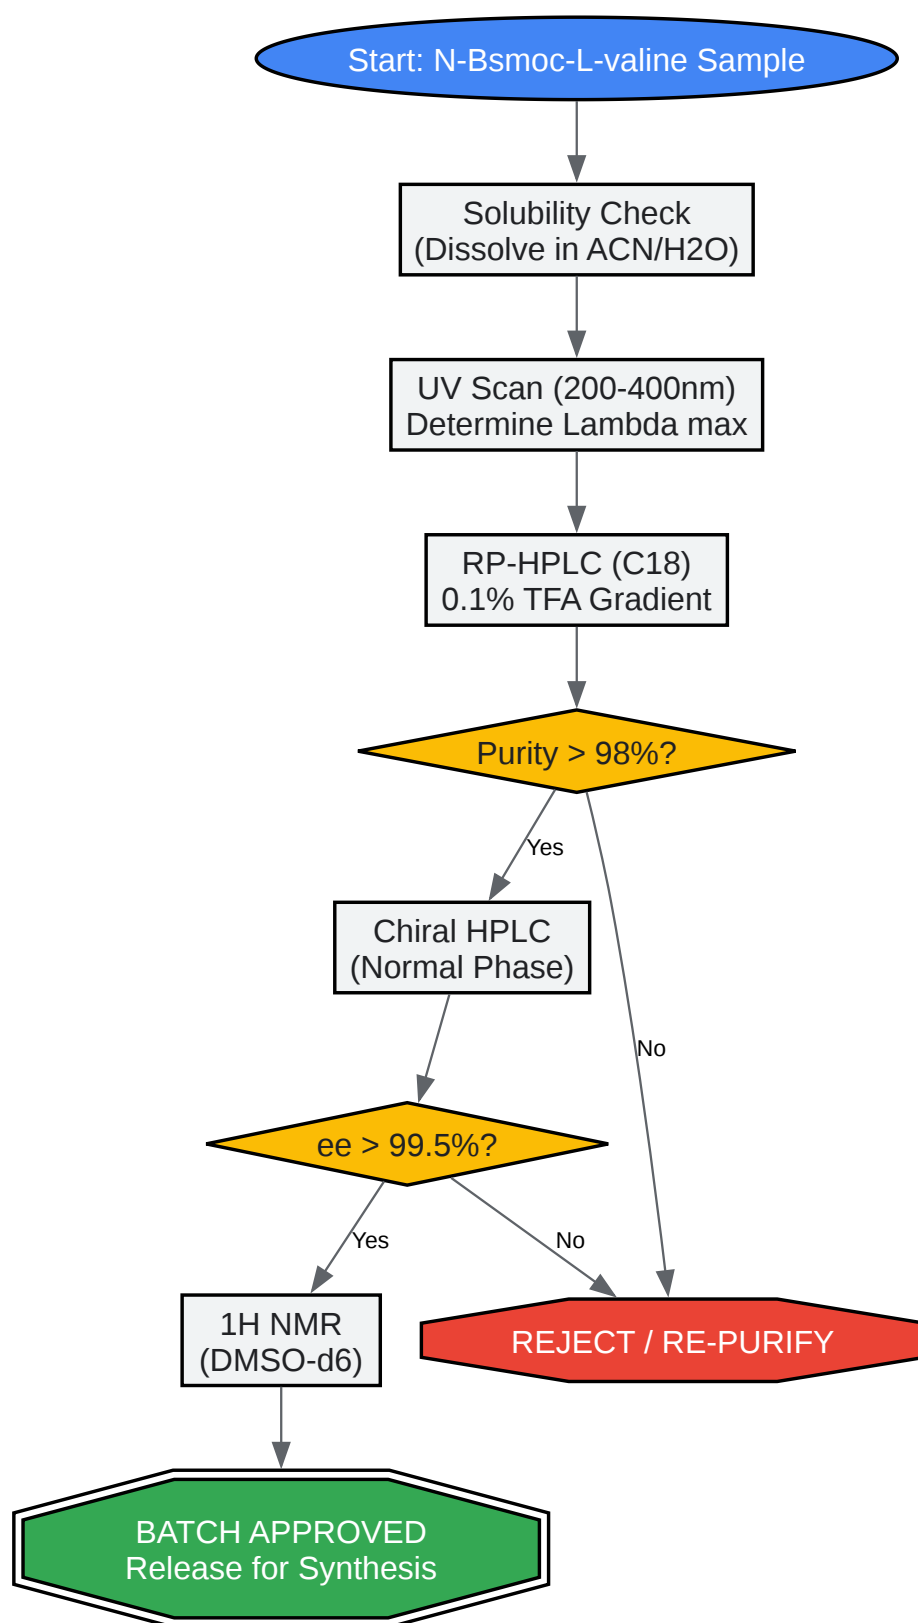 Start: N-Bsmoc-L-valine Sample
Solubility Check
(Dissolve in ACN/H2O)
UV Scan (200-400nm)
Determine Lambda max
RP-HPLC (C18)
0.1% TFA Gradient
Purity > 98%?
Yes
Chiral HPLC
(Normal Phase)
No
ee > 99.5%?
Yes
No
1H NMR
(DMSO-d6)
REJECT / RE-PURIFY
BATCH APPROVED
Release for Synthesis